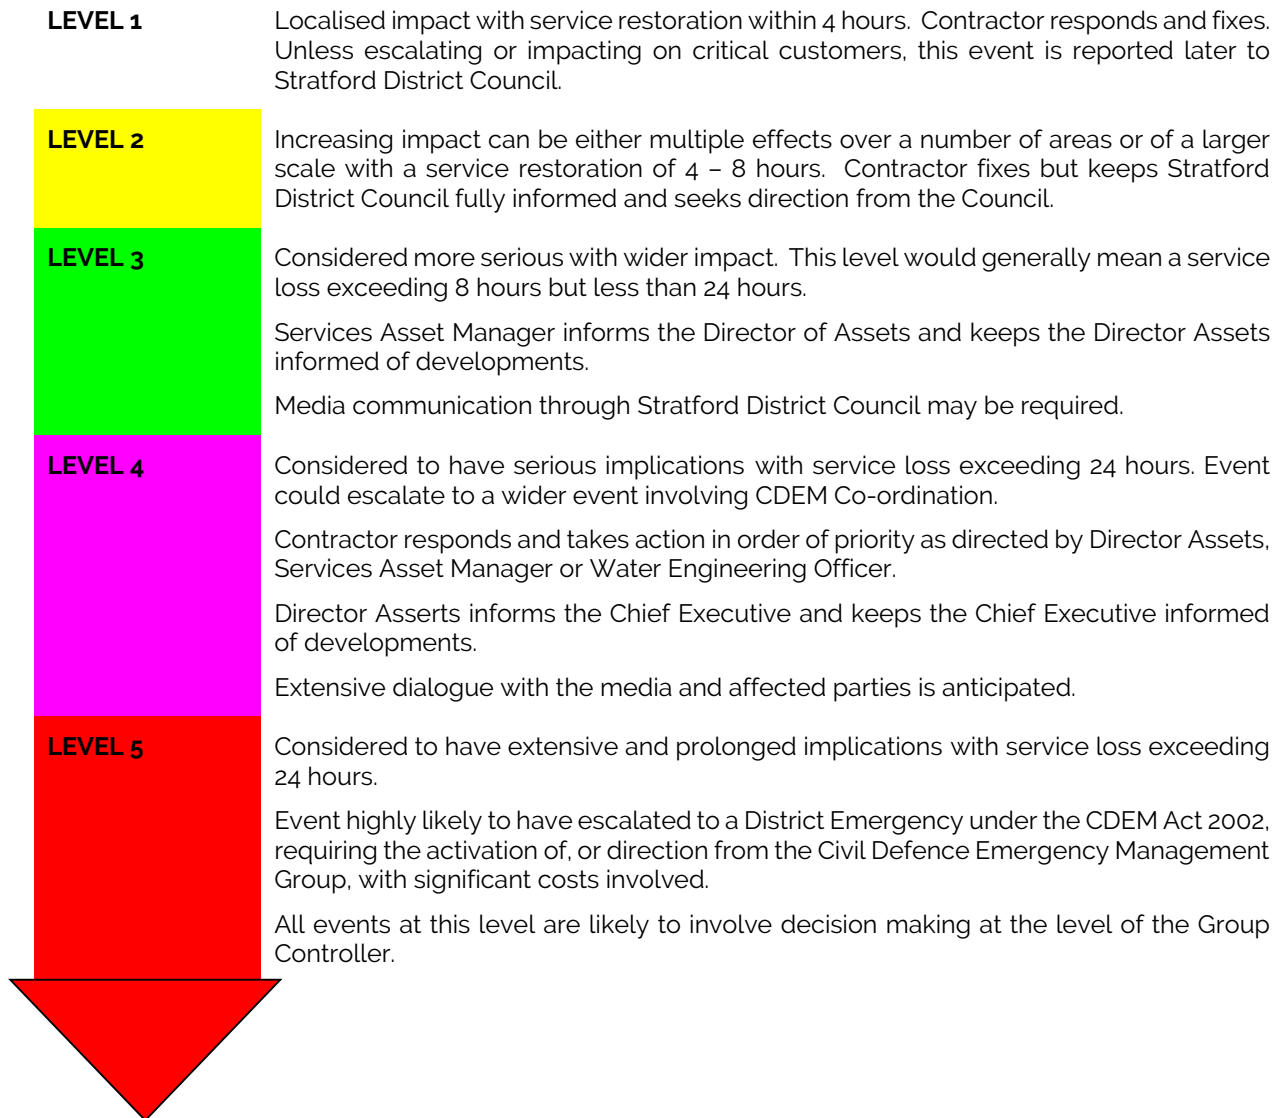 LEVEL 1
Localised impact with service restoration within 4 hours. Contractor responds and fixes.
Unless escalating or impacting on critical customers, this event is reported later to
Stratford District Council.
LEVEL 2
Increasing impact can be either multiple effects over a number of areas or of a larger
scale with a service restoration of 4 – 8 hours. Contractor fixes but keeps Stratford
District Council fully informed and seeks direction from the Council.
LEVEL 3
Considered more serious with wider impact. This level would generally mean a service
loss exceeding 8 hours but less than 24 hours.
Services Asset Manager informs the Director of Assets and keeps the Director Assets
informed of developments.
Media communication through Stratford District Council may be required.
LEVEL 4
Considered to have serious implications with service loss exceeding 24 hours. Event
could escalate to a wider event involving CDEM Co-ordination.
Contractor responds and takes action in order of priority as directed by Director Assets,
Services Asset Manager or Water Engineering Officer.
Director Asserts informs the Chief Executive and keeps the Chief Executive informed
of developments.
Extensive dialogue with the media and affected parties is anticipated.
LEVEL 5
Considered to have extensive and prolonged implications with service loss exceeding
24 hours.
Event highly likely to have escalated to a District Emergency under the CDEM Act 2002,
requiring the activation of, or direction from the Civil Defence Emergency Management
Group, with significant costs involved.
All events at this level are likely to involve decision making at the level of the Group
Controller.